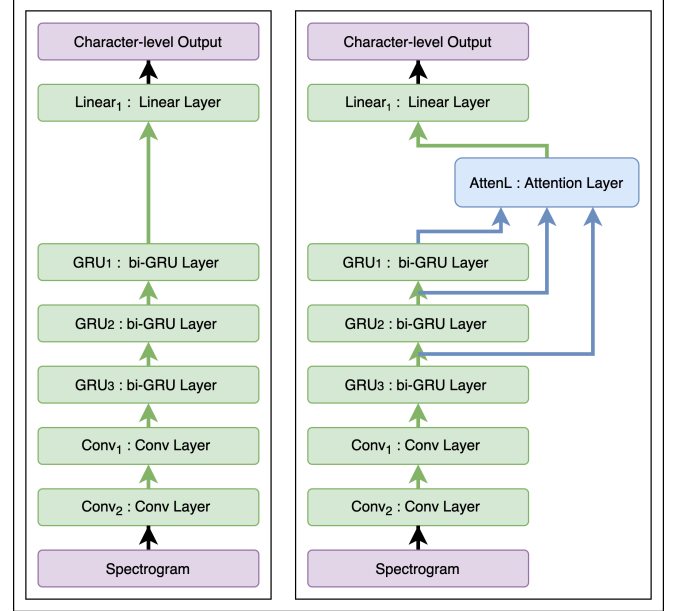 Character-level Output
Linear₁ : Linear Layer
GRU1 : bi-GRU Layer
GRU2 : bi-GRU Layer
GRU3 : bi-GRU Layer
Conv₁ : Conv Layer
Conv₂ : Conv Layer
Spectrogram
Character-level Output
Linear₁ : Linear Layer
AttenL : Attention Layer
GRU1 : bi-GRU Layer
GRU2 : bi-GRU Layer
GRU3 : bi-GRU Layer
Conv₁ : Conv Layer
Conv₂ : Conv Layer
Spectrogram